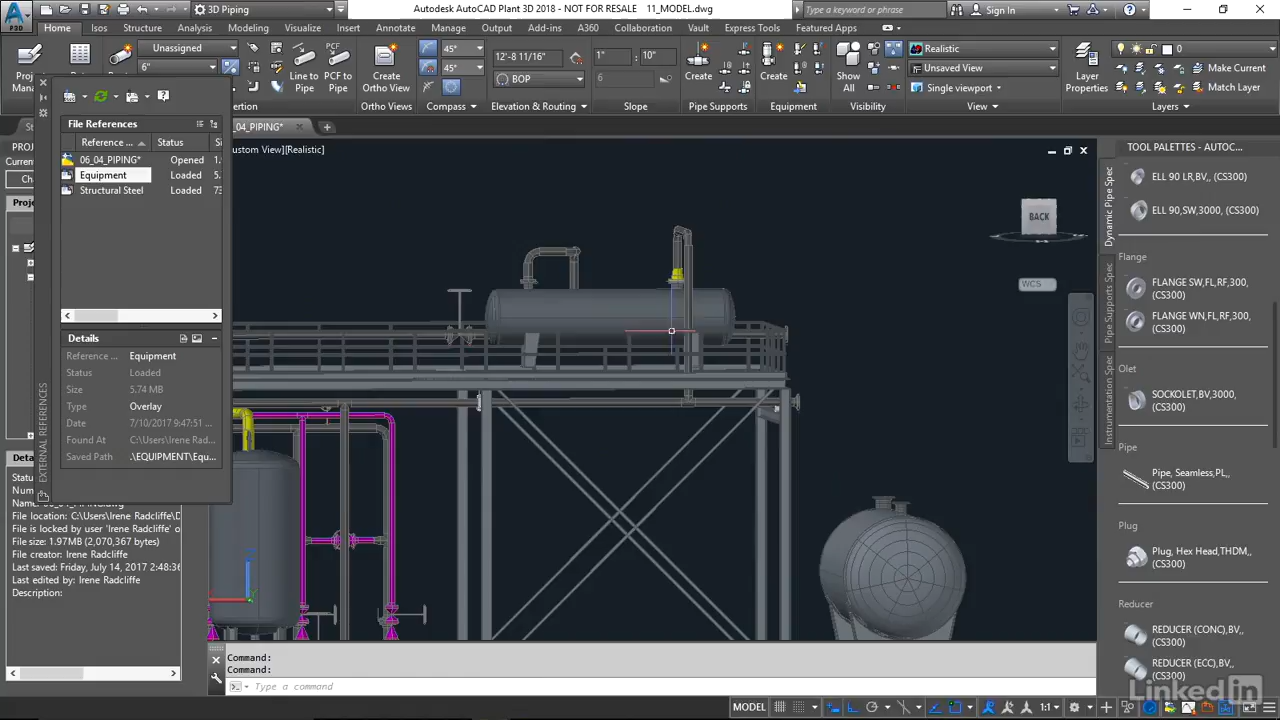 3D Piping
Autodesk AutoCAD Plant 3D 2018 - NOT FOR RESALE   11_MODEL.dwg
Type a keyword or phrase
Sign In
PLNT 3D
Home
Isos
Structure
Analysis
Modeling
Visualize
Insert
Annotate
Manage
Output
Add-ins
A360
Collaboration
Vault
Express Tools
Featured Apps
Project
Unassigned
6"
Line to
Pipe
PCF to
Pipe
Create
Ortho View
Ortho Views
45°
45°
Compass
12'-8 11/16"
BOP
Elevation & Routing
1" : 10"
6
Slope
Create
Pipe Supports
Create
Equipment
Show
All
Visibility
Realistic
Unsaved View
Single viewport
View
Layer
Properties
0
Make Current
Match Layer
Layers
_04_PIPING*
File References
Reference ... Status
06_04_PIPING* Opened
Equipment Loaded
Structural Steel Loaded
Details
Reference ... Equipment
Status Loaded
Size 5.74 MB
Type Overlay
Date 7/10/2017 9:47:51 ...
Found At C:\Users\Irene Rad...
Saved Path .\EQUIPMENT\Equ...
EXTERNAL REFERENCES
File location: C:\Users\Irene Radcliffe\D
File is locked by user 'Irene Radcliffe' o
File size: 1.97MB (2,070,367 bytes)
File creator: Irene Radcliffe
Last saved: Friday, July 14, 2017 2:48:36
Last edited by: Irene Radcliffe
Description:
ustom View][Realistic]
BACK
WCS
Command:
Command:
Type a command
TOOL PALETTES - AUTOC...
Dynamic Pipe Spec
Pipe Supports Spec
Instrumentation Spec
ELL 90 LR,BV,, (CS300)
ELL 90,SW,3000, (CS300)
Flange
FLANGE SW,FL,RF,300,
(CS300)
FLANGE WN,FL,RF,300,
(CS300)
Olet
SOCKOLET,BV,3000,
(CS300)
Pipe
Pipe, Seamless,PL,,
(CS300)
Plug
Plug, Hex Head,THDM,,
(CS300)
Reducer
REDUCER (CONC),BV,,
(CS300)
REDUCER (ECC),BV,,
(CS300)
MODEL
1:1
LinkedIn